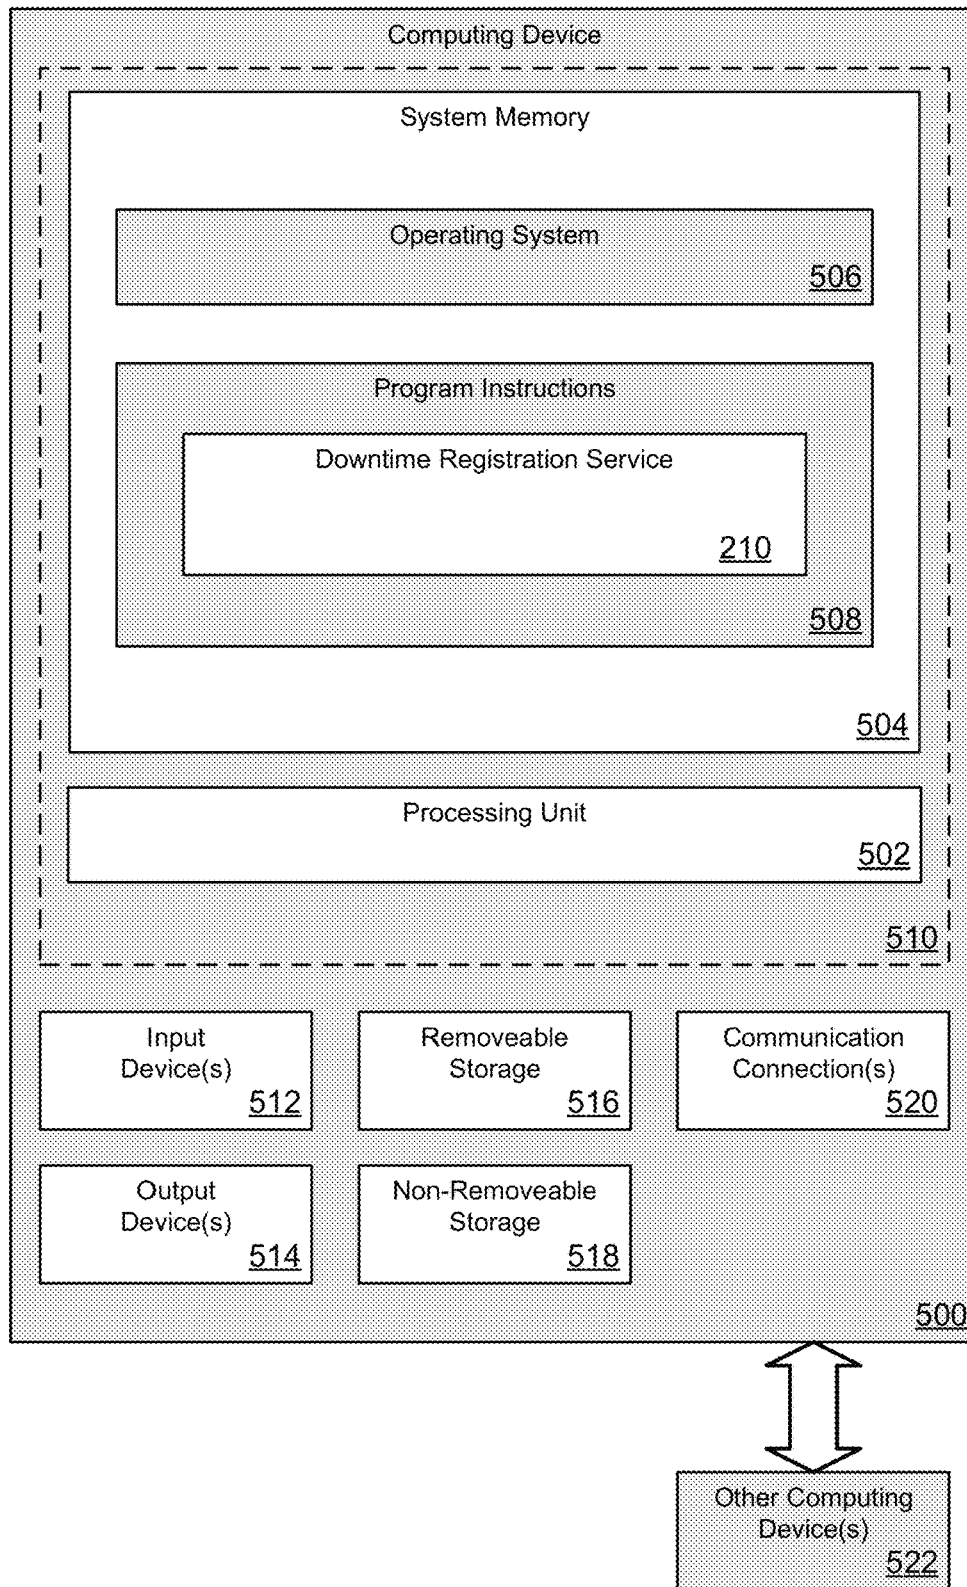 Computing Device
System Memory
Operating System
506
Program Instructions
Downtime Registration Service
210
508
504
Processing Unit
502
510
Input
Device(s)
512
Removeable
Storage
516
Communication
Connection(s)
520
Output
Device(s)
514
Non-Removeable
Storage
518
500
Other Computing
Device(s)
522